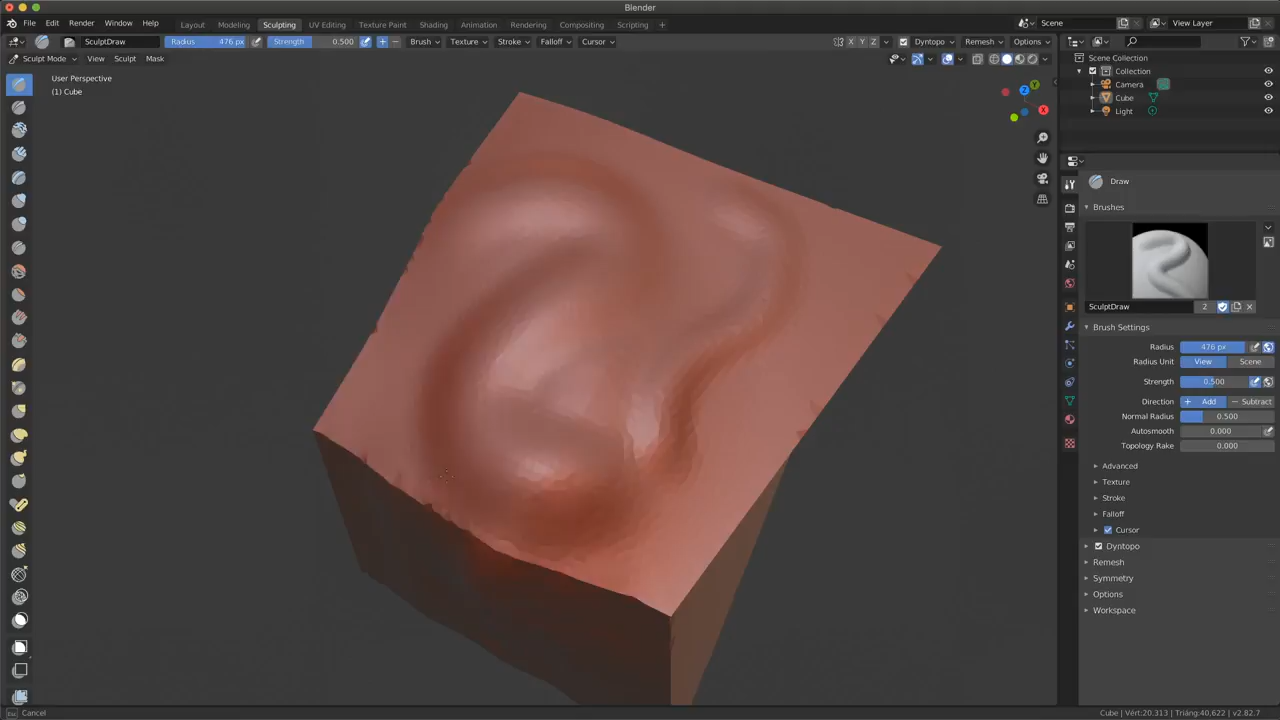 Blender
File Edit Render Window Help Layout Modeling Sculpting UV Editing Texture Paint Shading Animation Rendering Compositing Scripting + Scene View Layer
SculptDraw Radius 476 px Strength 0.500 + − Brush Texture Stroke Falloff Cursor X Y Z Dyntopo Remesh Options
Sculpt Mode View Sculpt Mask
User Perspective
(1) Cube
Z Y X
Scene Collection
Collection
Camera
Cube
Light
Draw
Brushes
SculptDraw 2
Brush Settings
Radius 476 px
Radius Unit View Scene
Strength 0.500
Direction + Add − Subtract
Normal Radius 0.500
Autosmooth 0.000
Topology Rake 0.000
Advanced
Texture
Stroke
Falloff
Cursor
Dyntopo
Remesh
Symmetry
Options
Workspace
Cancel
Cube | Vért:20.313 | Triâng:40,622 | v2.82.7